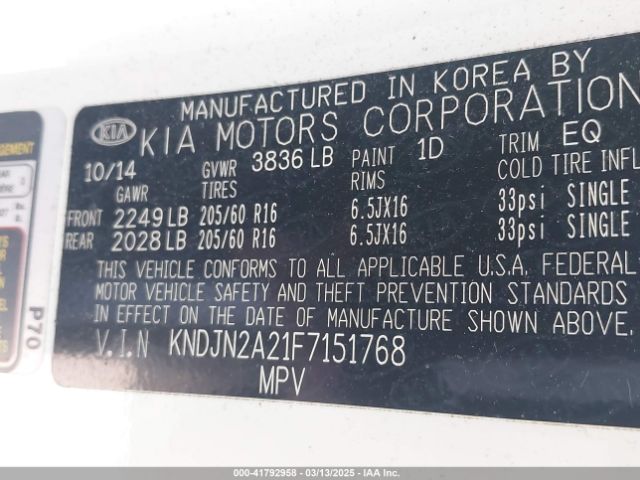 MANUFACTURED IN KOREA BY
KIA KIA MOTORS CORPORATION
10/14 GVWR 3836 LB PAINT 1D TRIM EQ
GAWR TIRES RIMS COLD TIRE INFL
FRONT 2249 LB 205/60 R16 6.5JX16 33psi SINGLE
REAR 2028 LB 205/60 R16 6.5JX16 33psi SINGLE
THIS VEHICLE CONFORMS TO ALL APPLICABLE U.S.A. FEDERAL
MOTOR VEHICLE SAFETY AND THEFT PREVENTION STANDARDS
IN EFFECT ON THE DATE OF MANUFACTURE SHOWN ABOVE.
V.I.N KNDJN2A21F7151768
MPV
P70
000-41792958 - 03/13/2025 - IAAI.COM